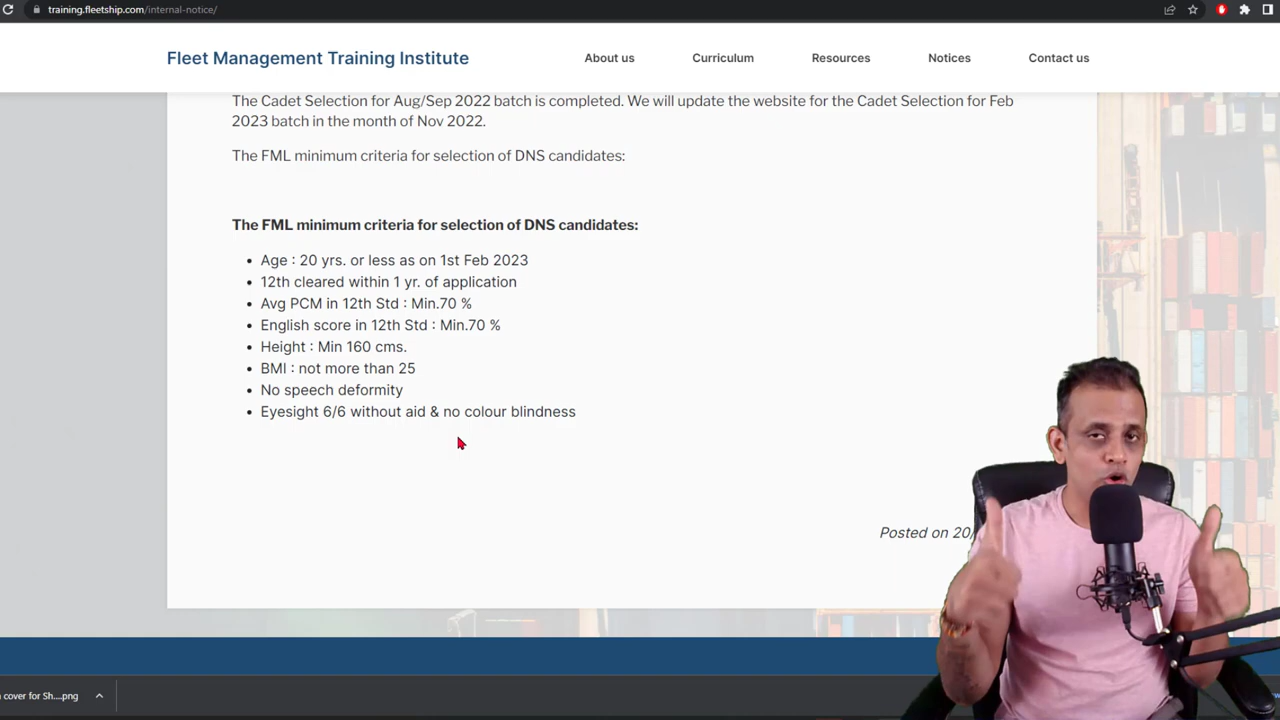 training.fleetship.com/internal-notice/
Fleet Management Training Institute
About us
Curriculum
Resources
Notices
Contact us
The Cadet Selection for Aug/Sep 2022 batch is completed. We will update the website for the Cadet Selection for Feb
2023 batch in the month of Nov 2022.
The FML minimum criteria for selection of DNS candidates:
The FML minimum criteria for selection of DNS candidates:
• Age : 20 yrs. or less as on 1st Feb 2023
• 12th cleared within 1 yr. of application
• Avg PCM in 12th Std : Min.70 %
• English score in 12th Std : Min.70 %
• Height : Min 160 cms.
• BMI : not more than 25
• No speech deformity
• Eyesight 6/6 without aid & no colour blindness
Posted on 20/
cover for Sh....png